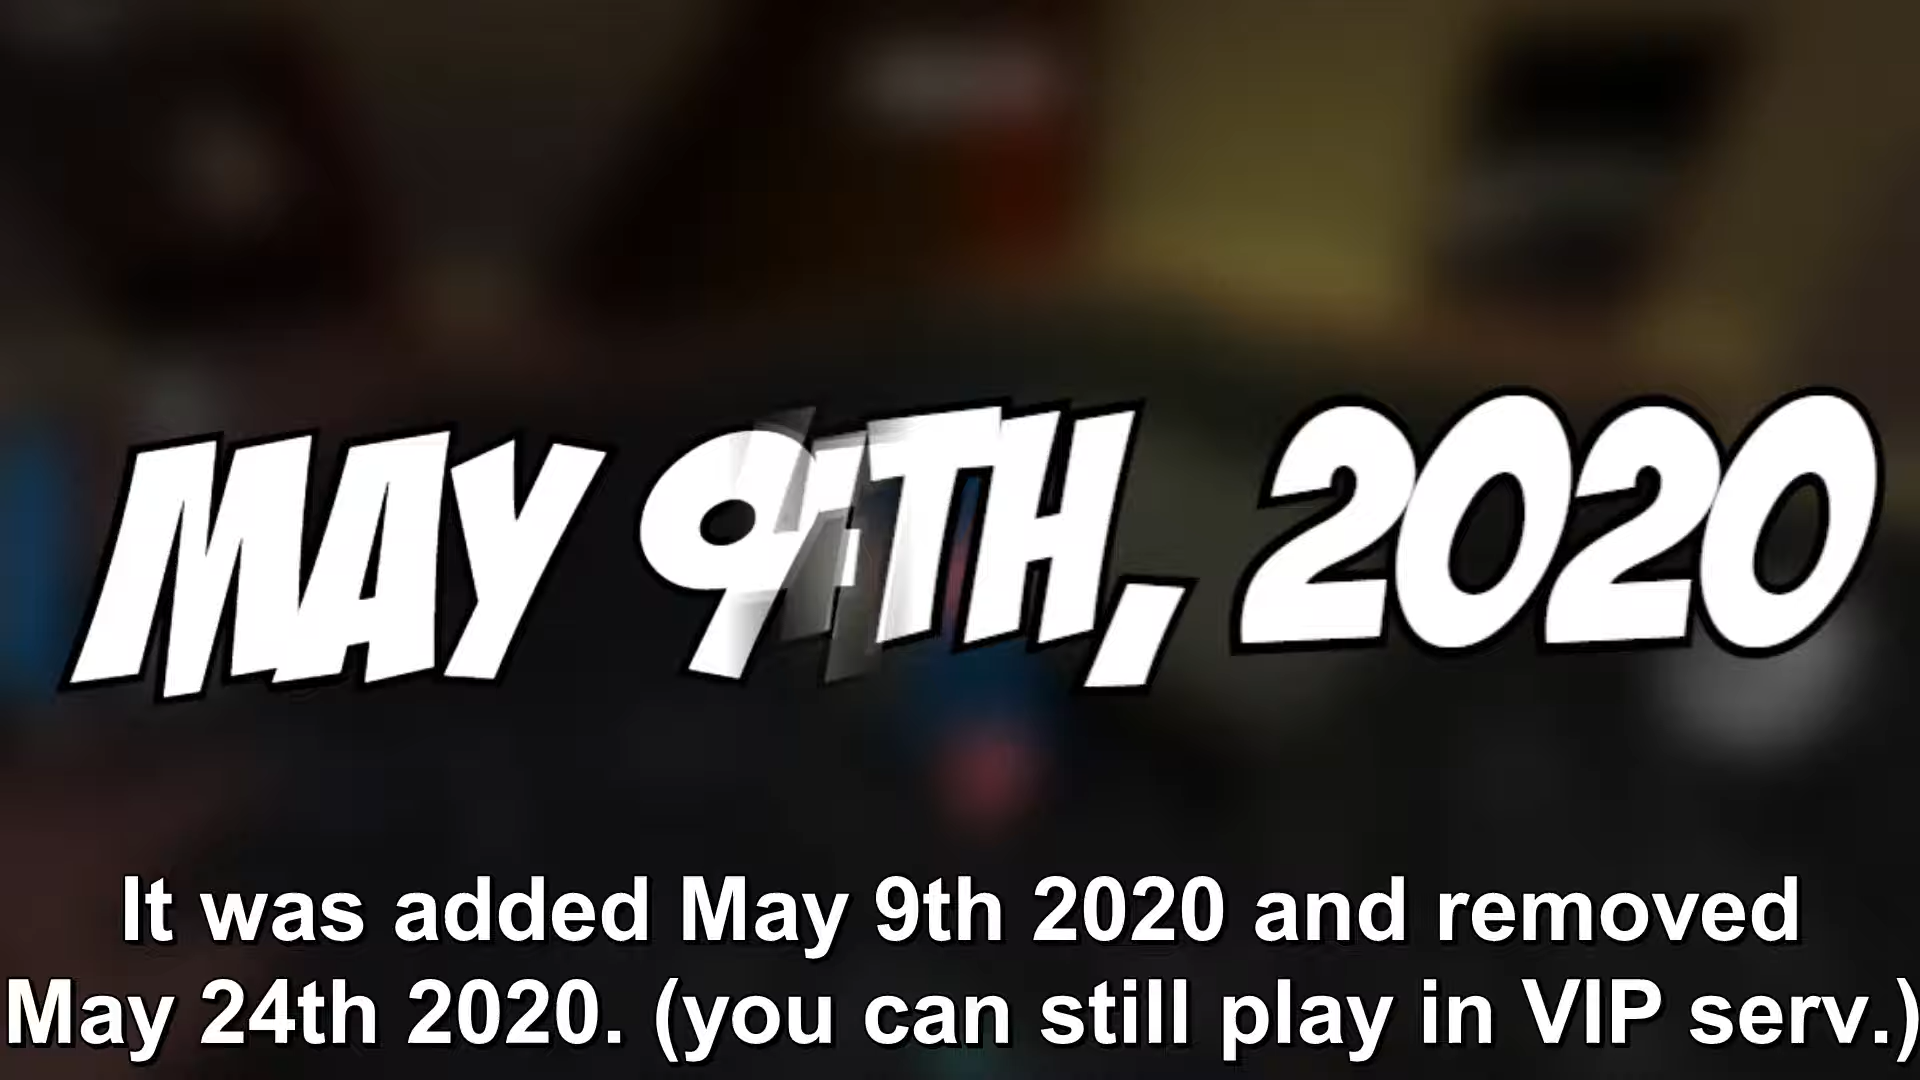 MAY 9TH, 2020
It was added May 9th 2020 and removed
May 24th 2020. (you can still play in VIP serv.)